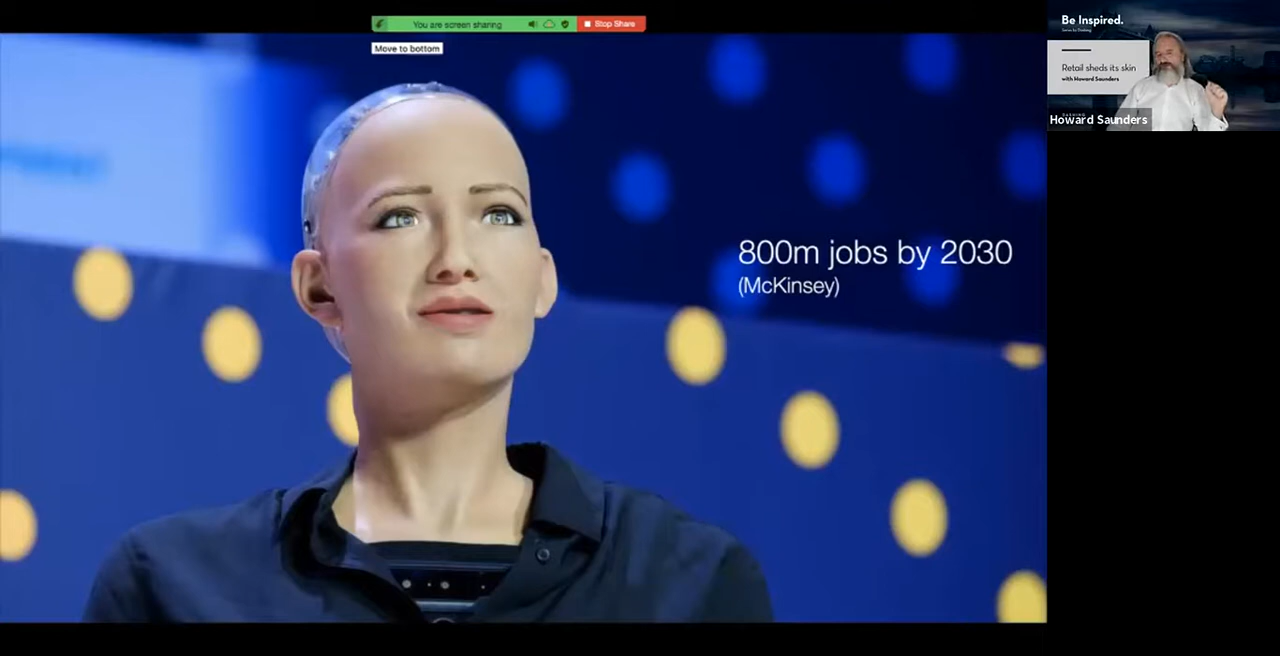 You are screen sharing
Stop Share
Move to bottom
800m jobs by 2030
(McKinsey)
Be Inspired.
Retail sheds its skin
with Howard Saunders
Howard Saunders